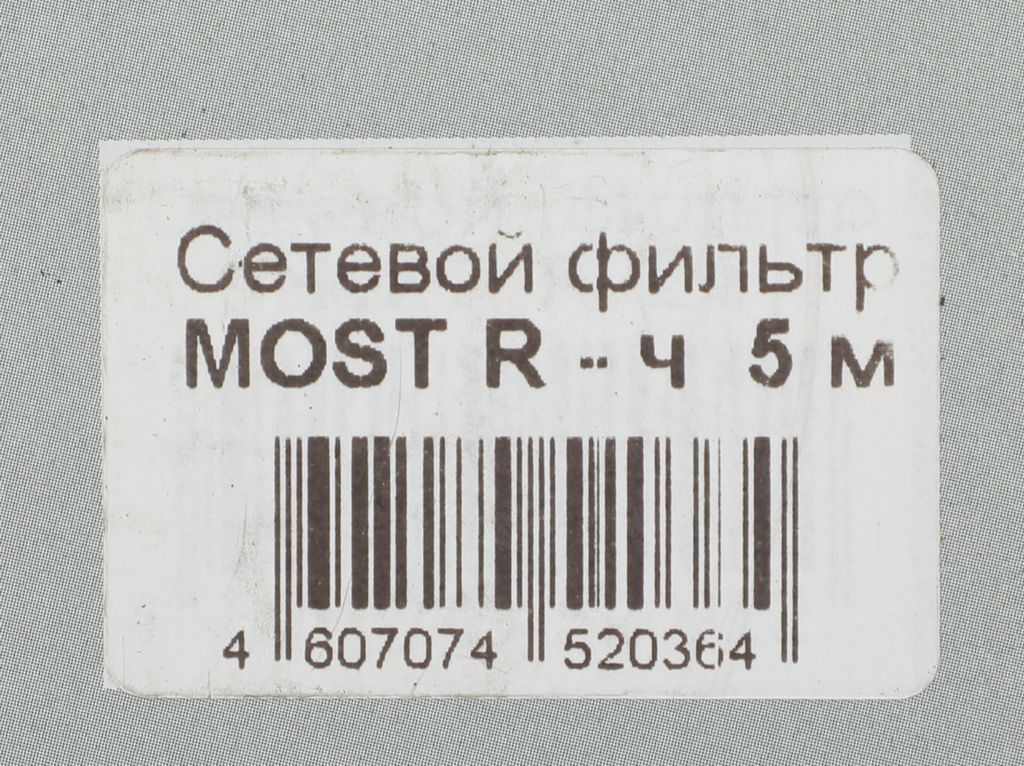 Сетевой фильтр
MOST R -- ч 5 м
4 607074 520364